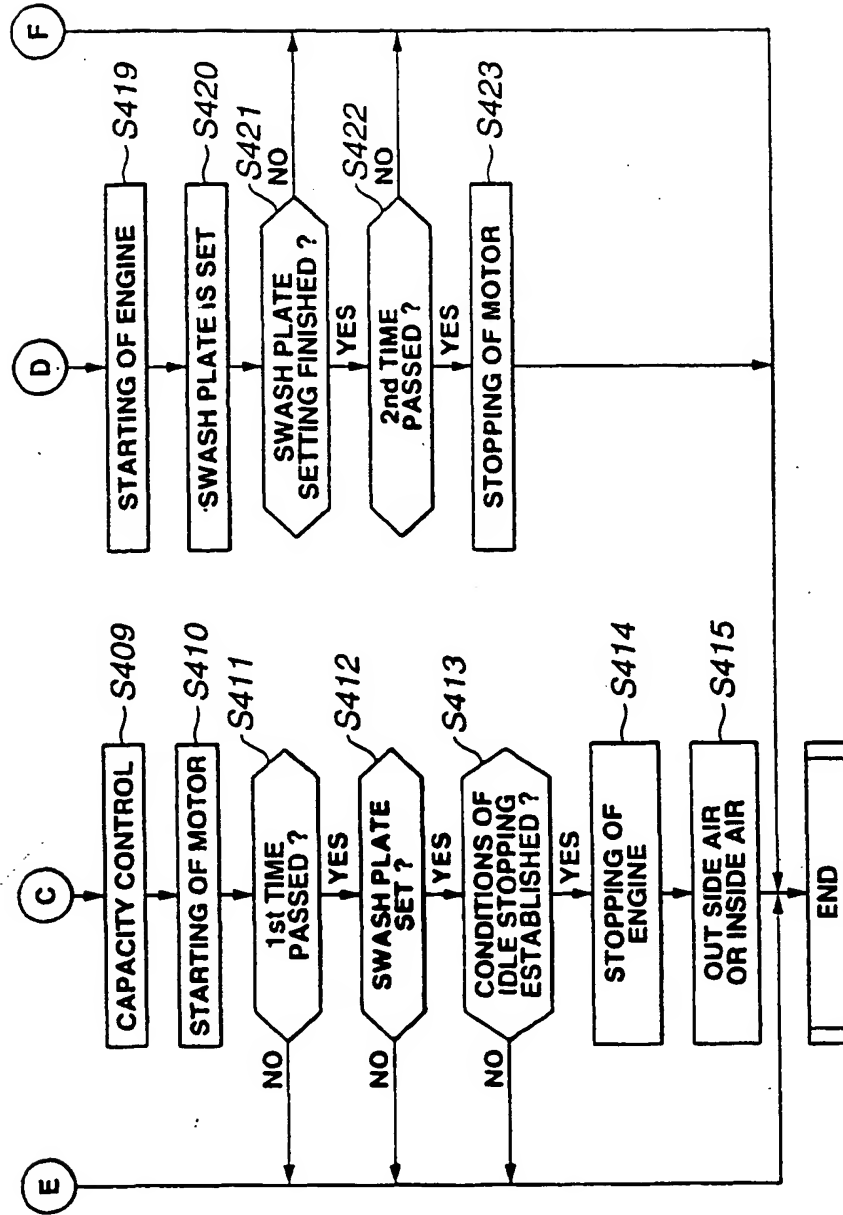 E
C
CAPACITY CONTROL
S409
STARTING OF MOTOR
S410
1st TIME
PASSED ?
S411
NO
YES
SWASH PLATE
SET ?
S412
NO
YES
CONDITIONS OF
IDLE STOPPING
ESTABLISHED ?
S413
NO
YES
STOPPING OF
ENGINE
S414
OUT SIDE AIR
OR INSIDE AIR
S415
END
D
STARTING OF ENGINE
S419
SWASH PLATE IS SET
S420
SWASH PLATE
SETTING FINISHED ?
S421
NO
YES
2nd TIME
PASSED ?
S422
NO
YES
STOPPING OF MOTOR
S423
F